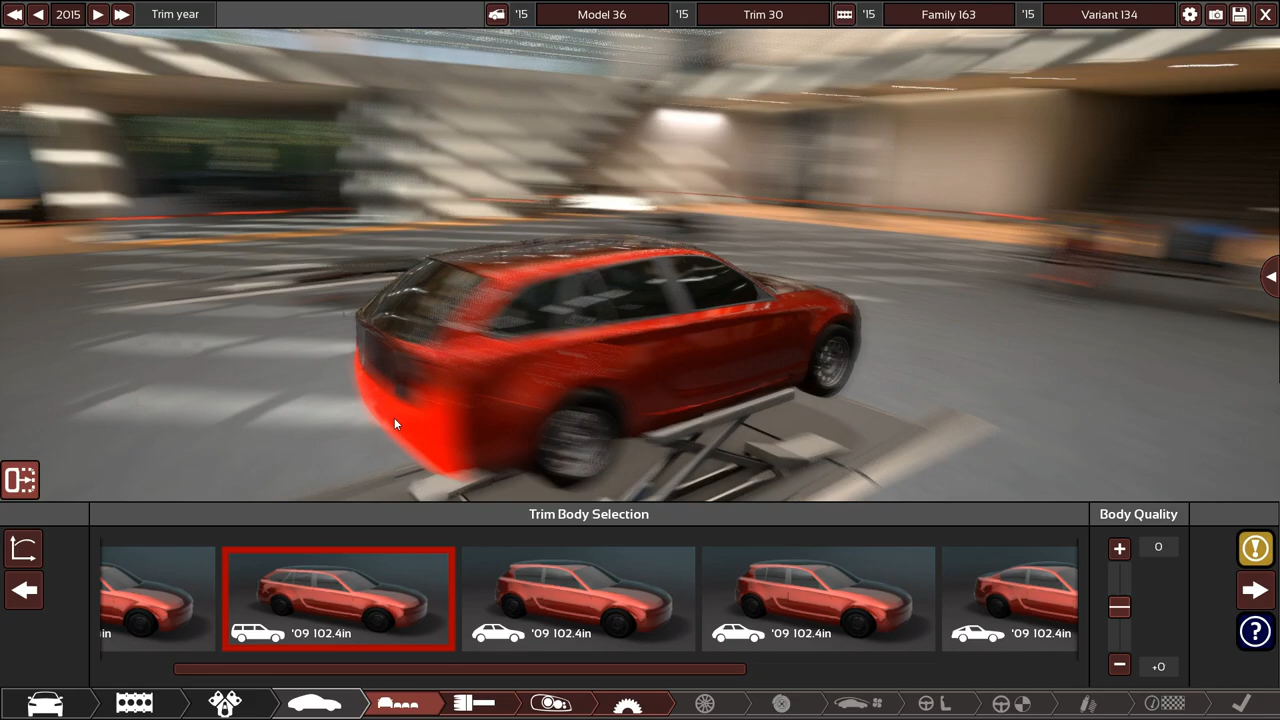 2015 Trim year '15 Model 36 '15 Trim 30 '15 Family 163 '15 Variant 134
Trim Body Selection
Body Quality
0
in '09 102.4in '09 102.4in '09 102.4in '09 102.4in
+0